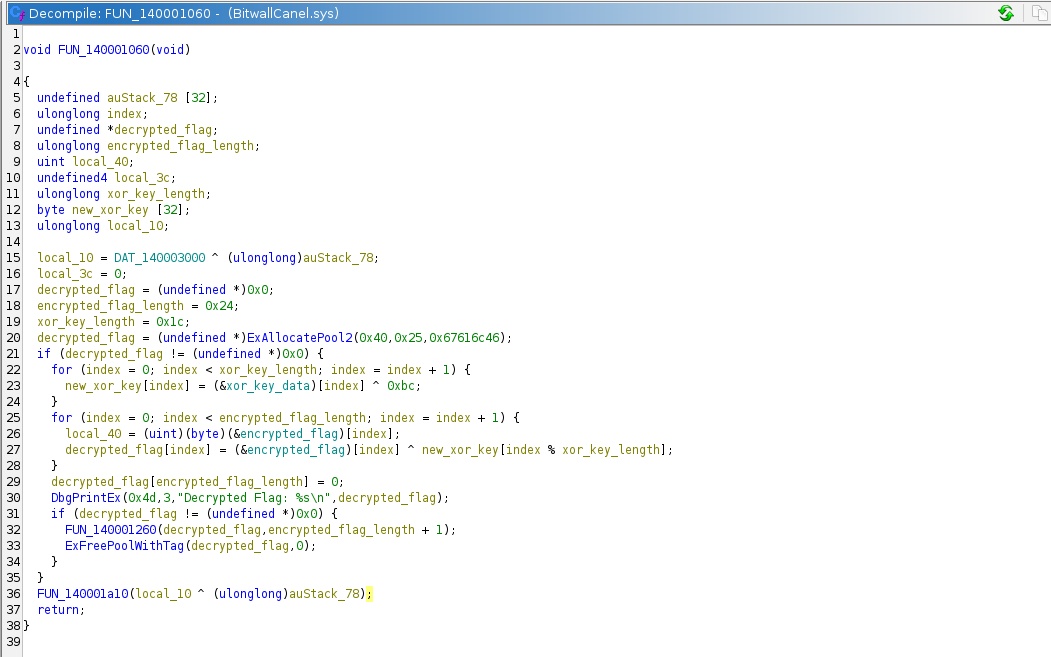 Decompile: FUN_140001060 - (BitwallCanel.sys)
1
2 void FUN_140001060(void)
3
4 {
5 undefined auStack_78 [32];
6 ulonglong index;
7 undefined *decrypted_flag;
8 ulonglong encrypted_flag_length;
9 uint local_40;
10 undefined4 local_3c;
11 ulonglong xor_key_length;
12 byte new_xor_key [32];
13 ulonglong local_10;
14
15 local_10 = DAT_140003000 ^ (ulonglong)auStack_78;
16 local_3c = 0;
17 decrypted_flag = (undefined *)0x0;
18 encrypted_flag_length = 0x24;
19 xor_key_length = 0x1c;
20 decrypted_flag = (undefined *)ExAllocatePool2(0x40,0x25,0x67616c46);
21 if (decrypted_flag != (undefined *)0x0) {
22 for (index = 0; index < xor_key_length; index = index + 1) {
23 new_xor_key[index] = (&xor_key_data)[index] ^ 0xbc;
24 }
25 for (index = 0; index < encrypted_flag_length; index = index + 1) {
26 local_40 = (uint)(byte)(&encrypted_flag)[index];
27 decrypted_flag[index] = (&encrypted_flag)[index] ^ new_xor_key[index % xor_key_length];
28 }
29 decrypted_flag[encrypted_flag_length] = 0;
30 DbgPrintEx(0x4d,3,"Decrypted Flag: %s\n",decrypted_flag);
31 if (decrypted_flag != (undefined *)0x0) {
32 FUN_140001260(decrypted_flag,encrypted_flag_length + 1);
33 ExFreePoolWithTag(decrypted_flag,0);
34 }
35 }
36 FUN_140001a10(local_10 ^ (ulonglong)auStack_78);
37 return;
38 }
39